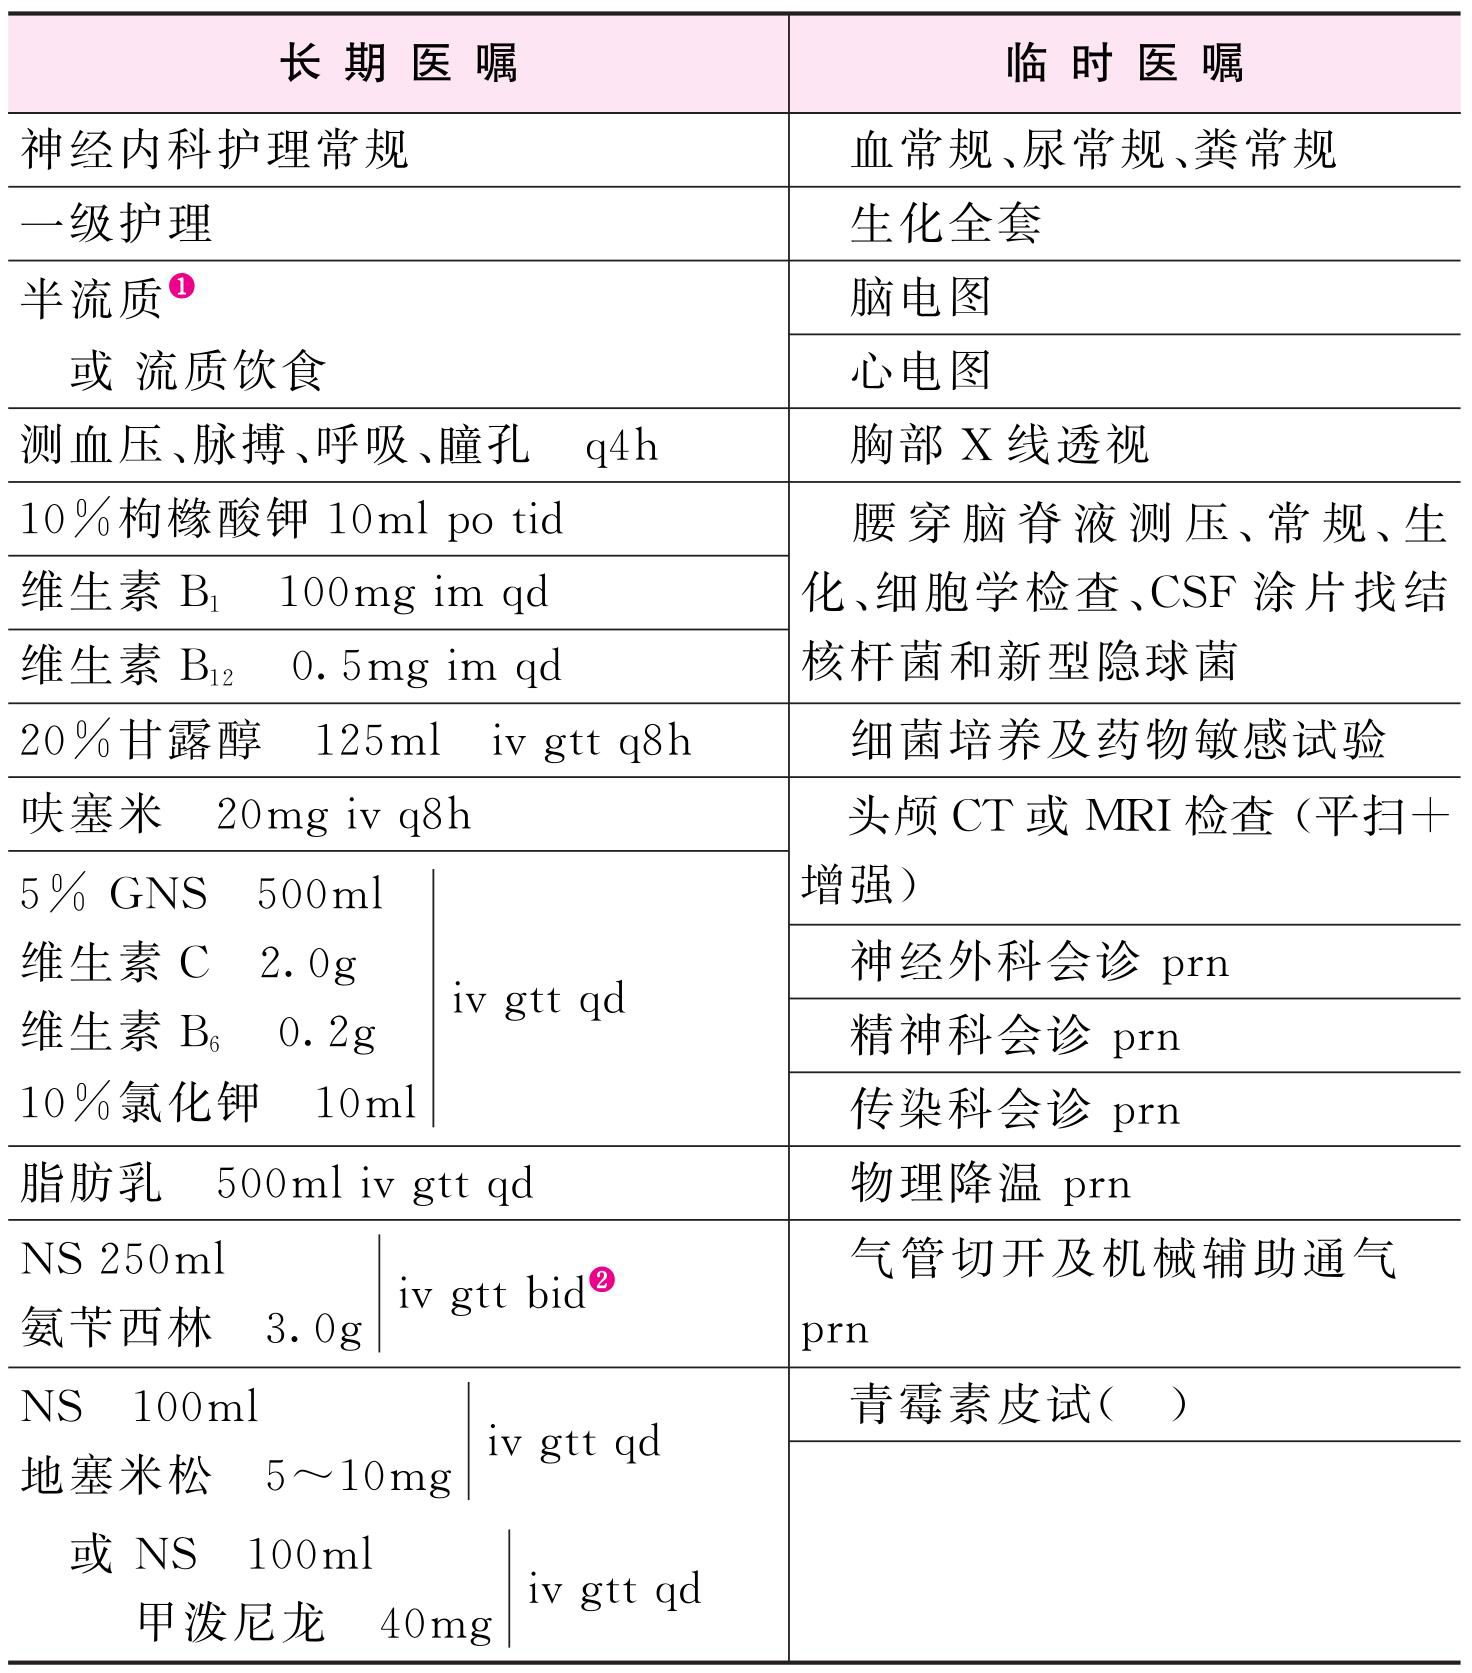 长期医嘱
神经内科护理常规
一级护理
半流质❶
或 流质饮食
测血压、脉搏、呼吸、瞳孔 q4h
10%枸橼酸钾 10ml po tid
维生素 B₁ 100mg im qd
维生素 B₁₂ 0.5mg im qd
20%甘露醇 125ml iv gtt q8h
呋塞米 20mg iv q8h
5% GNS 500ml
维生素 C 2.0g
维生素 B₆ 0.2g
10%氯化钾 10ml
iv gtt qd
脂肪乳 500ml iv gtt qd
NS 250ml
氨苄西林 3.0g
iv gtt bid❷
NS 100ml
地塞米松 5～10mg
iv gtt qd
或 NS 100ml
甲泼尼龙 40mg
iv gtt qd
临时医嘱
血常规、尿常规、粪常规
生化全套
脑电图
心电图
胸部 X 线透视
腰穿脑脊液测压、常规、生
化、细胞学检查、CSF 涂片找结
核杆菌和新型隐球菌
细菌培养及药物敏感试验
头颅 CT 或 MRI 检查（平扫＋
增强）
神经外科会诊 prn
精神科会诊 prn
传染科会诊 prn
物理降温 prn
气管切开及机械辅助通气
prn
青霉素皮试（ ）